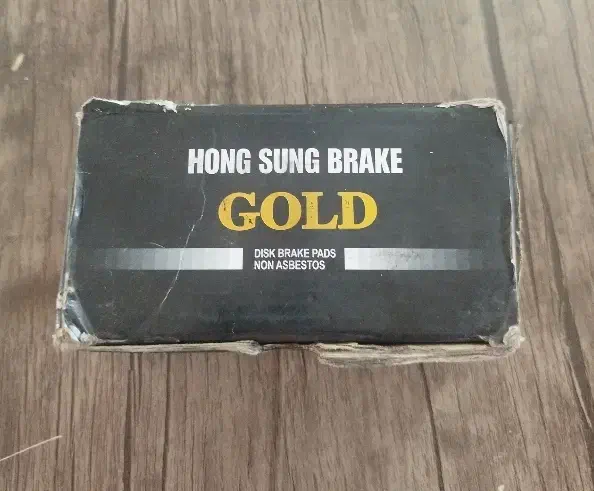 HONG SUNG BRAKE
GOLD
DISK BRAKE PADS
NON ASBESTOS